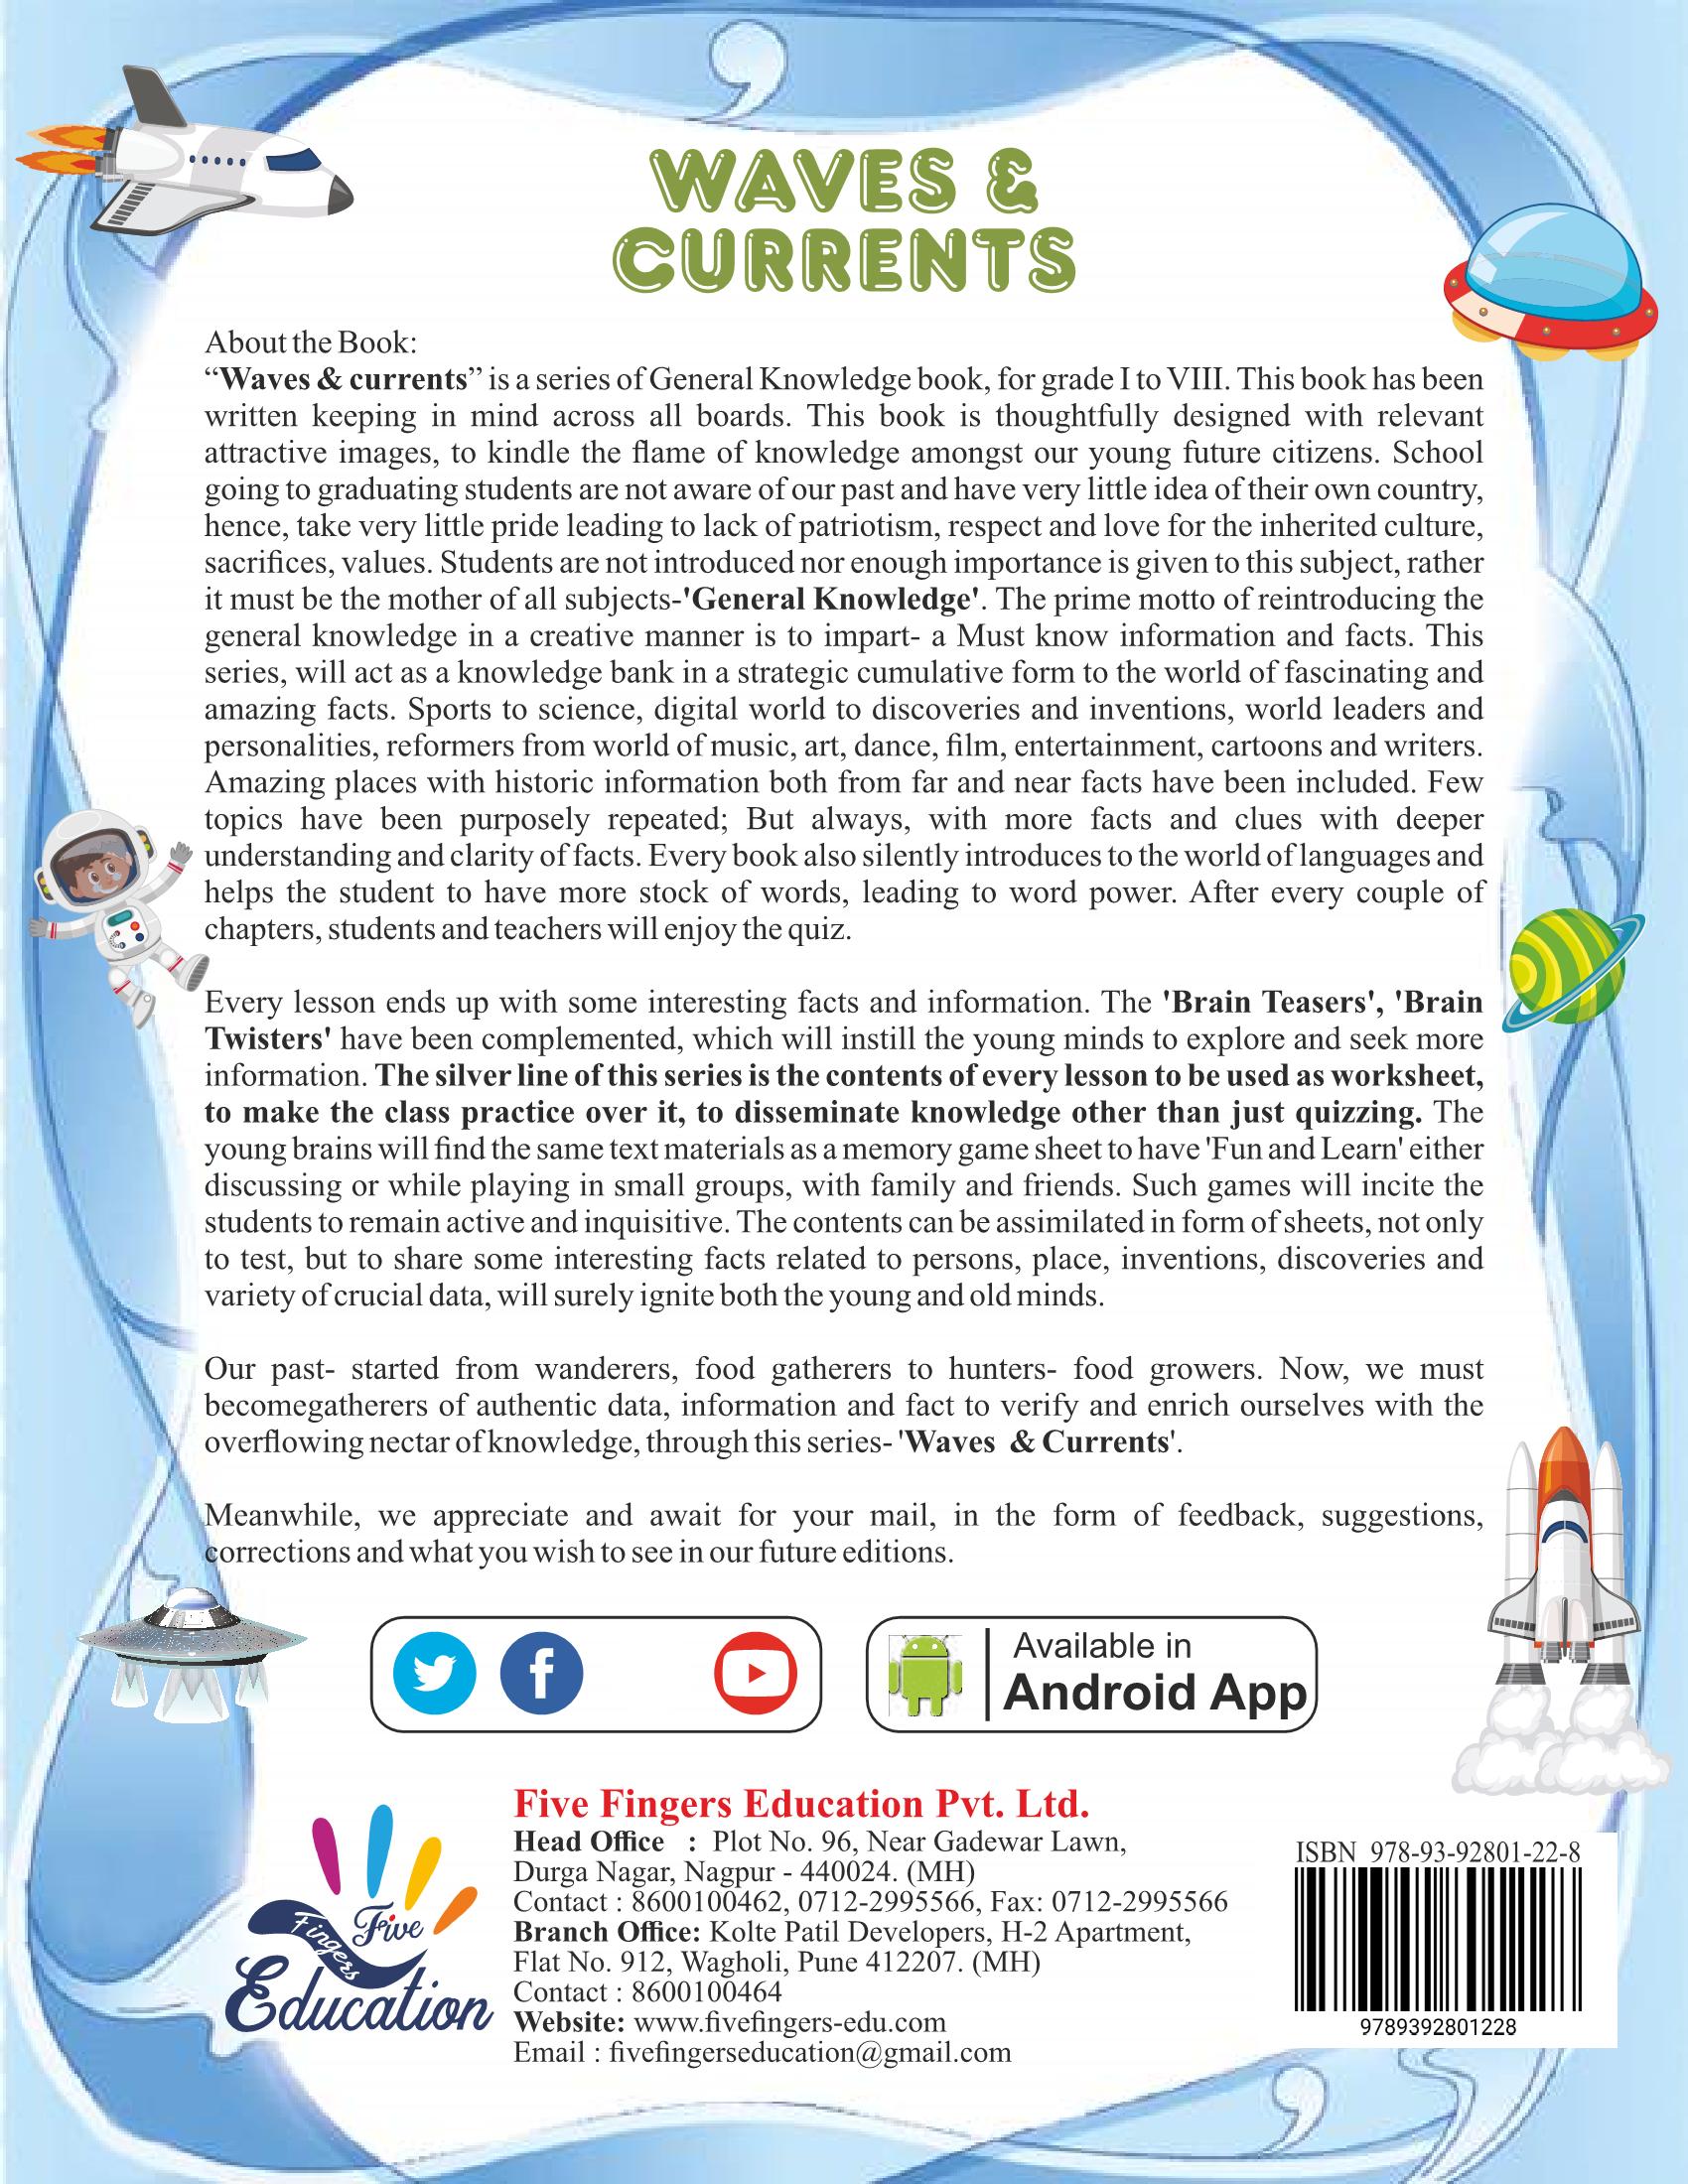 WAVES &
CURRENTS
About the Book:
“Waves & currents” is a series of General Knowledge book, for grade I to VIII. This book has been
written keeping in mind across all boards. This book is thoughtfully designed with relevant
attractive images, to kindle the flame of knowledge amongst our young future citizens. School
going to graduating students are not aware of our past and have very little idea of their own country,
hence, take very little pride leading to lack of patriotism, respect and love for the inherited culture,
sacrifices, values. Students are not introduced nor enough importance is given to this subject, rather
it must be the mother of all subjects-'General Knowledge'. The prime motto of reintroducing the
general knowledge in a creative manner is to impart- a Must know information and facts. This
series, will act as a knowledge bank in a strategic cumulative form to the world of fascinating and
amazing facts. Sports to science, digital world to discoveries and inventions, world leaders and
personalities, reformers from world of music, art, dance, film, entertainment, cartoons and writers.
Amazing places with historic information both from far and near facts have been included. Few
topics have been purposely repeated; But always, with more facts and clues with deeper
understanding and clarity of facts. Every book also silently introduces to the world of languages and
helps the student to have more stock of words, leading to word power. After every couple of
chapters, students and teachers will enjoy the quiz.
Every lesson ends up with some interesting facts and information. The 'Brain Teasers', 'Brain
Twisters' have been complemented, which will instill the young minds to explore and seek more
information. The silver line of this series is the contents of every lesson to be used as worksheet,
to make the class practice over it, to disseminate knowledge other than just quizzing. The
young brains will find the same text materials as a memory game sheet to have 'Fun and Learn' either
discussing or while playing in small groups, with family and friends. Such games will incite the
students to remain active and inquisitive. The contents can be assimilated in form of sheets, not only
to test, but to share some interesting facts related to persons, place, inventions, discoveries and
variety of crucial data, will surely ignite both the young and old minds.
Our past- started from wanderers, food gatherers to hunters- food growers. Now, we must
becomegatherers of authentic data, information and fact to verify and enrich ourselves with the
overflowing nectar of knowledge, through this series- 'Waves & Currents'.
Meanwhile, we appreciate and await for your mail, in the form of feedback, suggestions,
corrections and what you wish to see in our future editions.
Available in
Android App
Five
Fingers
Education
Five Fingers Education Pvt. Ltd.
Head Office : Plot No. 96, Near Gadewar Lawn,
Durga Nagar, Nagpur - 440024. (MH)
Contact : 8600100462, 0712-2995566, Fax: 0712-2995566
Branch Office: Kolte Patil Developers, H-2 Apartment,
Flat No. 912, Wagholi, Pune 412207. (MH)
Contact : 8600100464
Website: www.fivefingers-edu.com
Email : fivefingerseducation@gmail.com
ISBN 978-93-92801-22-8
9789392801228